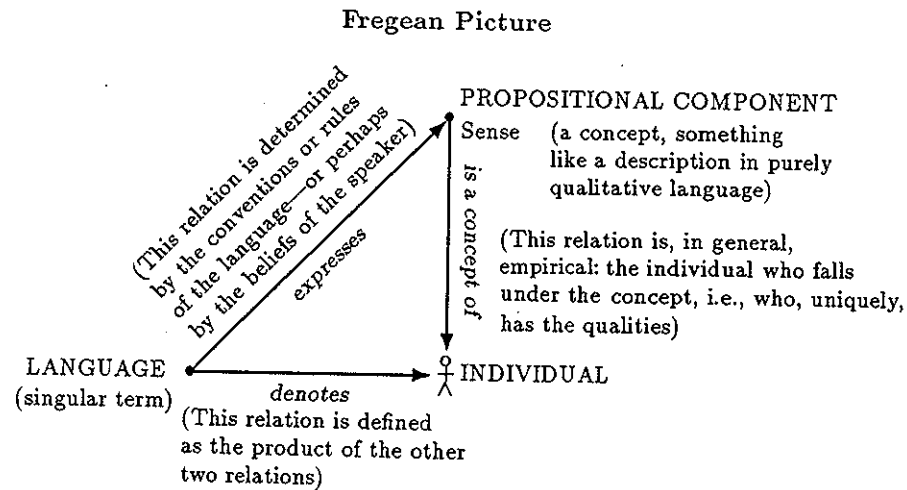 Fregean Picture
(This relation is determined
by the conventions or rules
of the language—or perhaps
by the beliefs of the speaker)
expresses
PROPOSITIONAL COMPONENT
Sense (a concept, something
like a description in purely
qualitative language)
is a concept of
(This relation is, in general,
empirical: the individual who falls
under the concept, i.e., who, uniquely,
has the qualities)
LANGUAGE
(singular term)
denotes
(This relation is defined
as the product of the other
two relations)
INDIVIDUAL